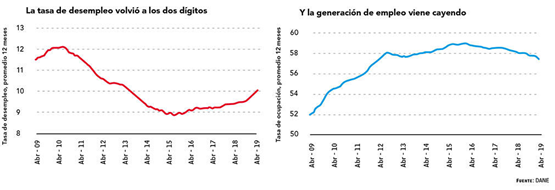 La tasa de desempleo volvió a los dos dígitos
Tasa de desempleo, promedio 12 meses
13
12
11
10
9
8
Abr - 09
Abr - 10
Abr - 11
Abr - 12
Abr - 13
Abr - 14
Abr - 15
Abr - 16
Abr - 17
Abr - 18
Abr - 19
Y la generación de empleo viene cayendo
Tasa de ocupación, promedio 12 meses
60
58
56
54
52
50
Abr - 09
Abr - 10
Abr - 11
Abr - 12
Abr - 13
Abr - 14
Abr - 15
Abr - 16
Abr - 17
Abr - 18
Abr - 19
FUENTE: DANE